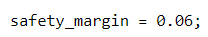 safety_margin = 0.06;